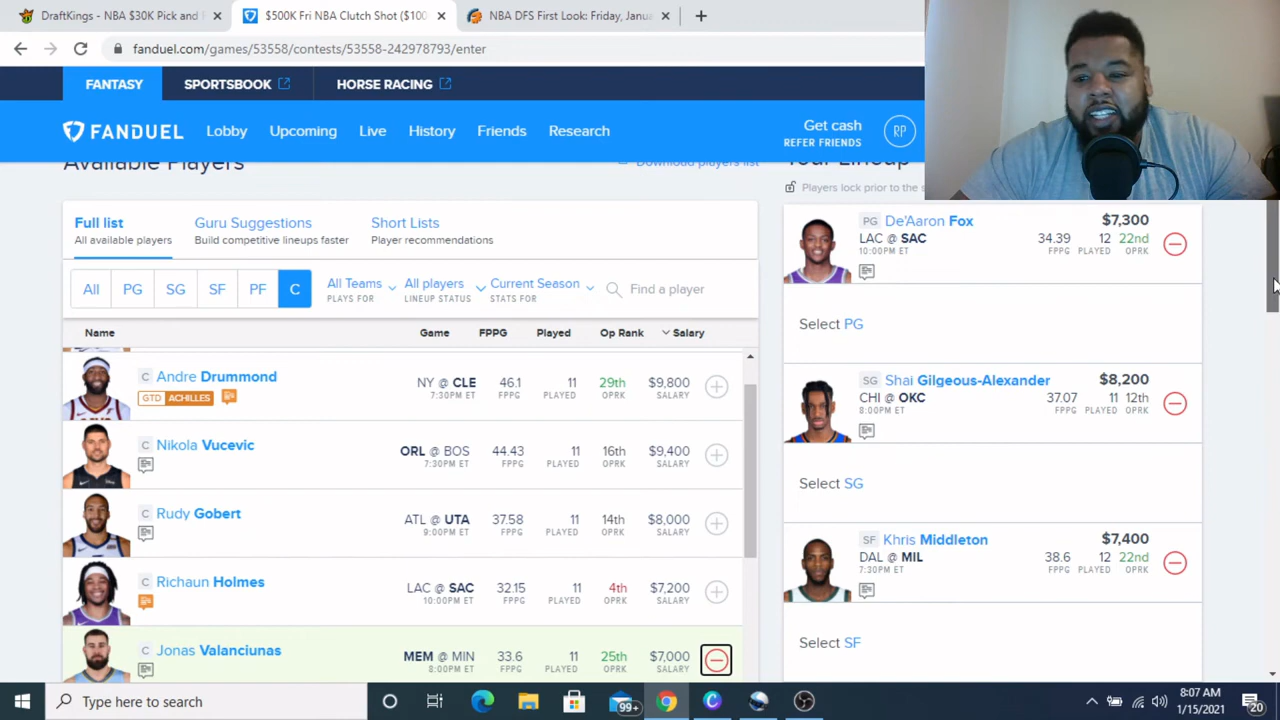 DraftKings - NBA $30K Pick and F
$500K Fri NBA Clutch Shot ($100
NBA DFS First Look: Friday, Janua
fanduel.com/games/53558/contests/53558-242978793/enter
FANTASY
SPORTSBOOK
HORSE RACING
FANDUEL
Lobby
Upcoming
Live
History
Friends
Research
Get cash
REFER FRIENDS
RP
Available Players
Download players list
Your Lineup
Players lock prior to the s
Full list
All available players
Guru Suggestions
Build competitive lineups faster
Short Lists
Player recommendations
All
PG
SG
SF
PF
C
All Teams
PLAYS FOR
All players
LINEUP STATUS
Current Season
STATS FOR
Find a player
Name Game FPPG Played Op Rank Salary
C Andre Drummond
GTD ACHILLES
NY @ CLE
7:30PM ET
46.1
FPPG
11
PLAYED
29th
OPRK
$9,800
SALARY
C Nikola Vucevic
ORL @ BOS
7:30PM ET
44.43
FPPG
11
PLAYED
16th
OPRK
$9,400
SALARY
C Rudy Gobert
ATL @ UTA
9:00PM ET
37.58
FPPG
11
PLAYED
14th
OPRK
$8,000
SALARY
C Richaun Holmes
LAC @ SAC
10:00PM ET
32.15
FPPG
11
PLAYED
4th
OPRK
$7,200
SALARY
C Jonas Valanciunas
MEM @ MIN
8:00PM ET
33.6
FPPG
11
PLAYED
25th
OPRK
$7,000
SALARY
PG De'Aaron Fox
$7,300
LAC @ SAC
10:00PM ET
34.39
FPPG
12
PLAYED
22nd
OPRK
Select PG
SG Shai Gilgeous-Alexander
$8,200
CHI @ OKC
8:00PM ET
37.07
FPPG
11
PLAYED
12th
OPRK
Select SG
SF Khris Middleton
$7,400
DAL @ MIL
7:30PM ET
38.6
FPPG
12
PLAYED
22nd
OPRK
Select SF
Type here to search
99+
8:07 AM
1/15/2021
20